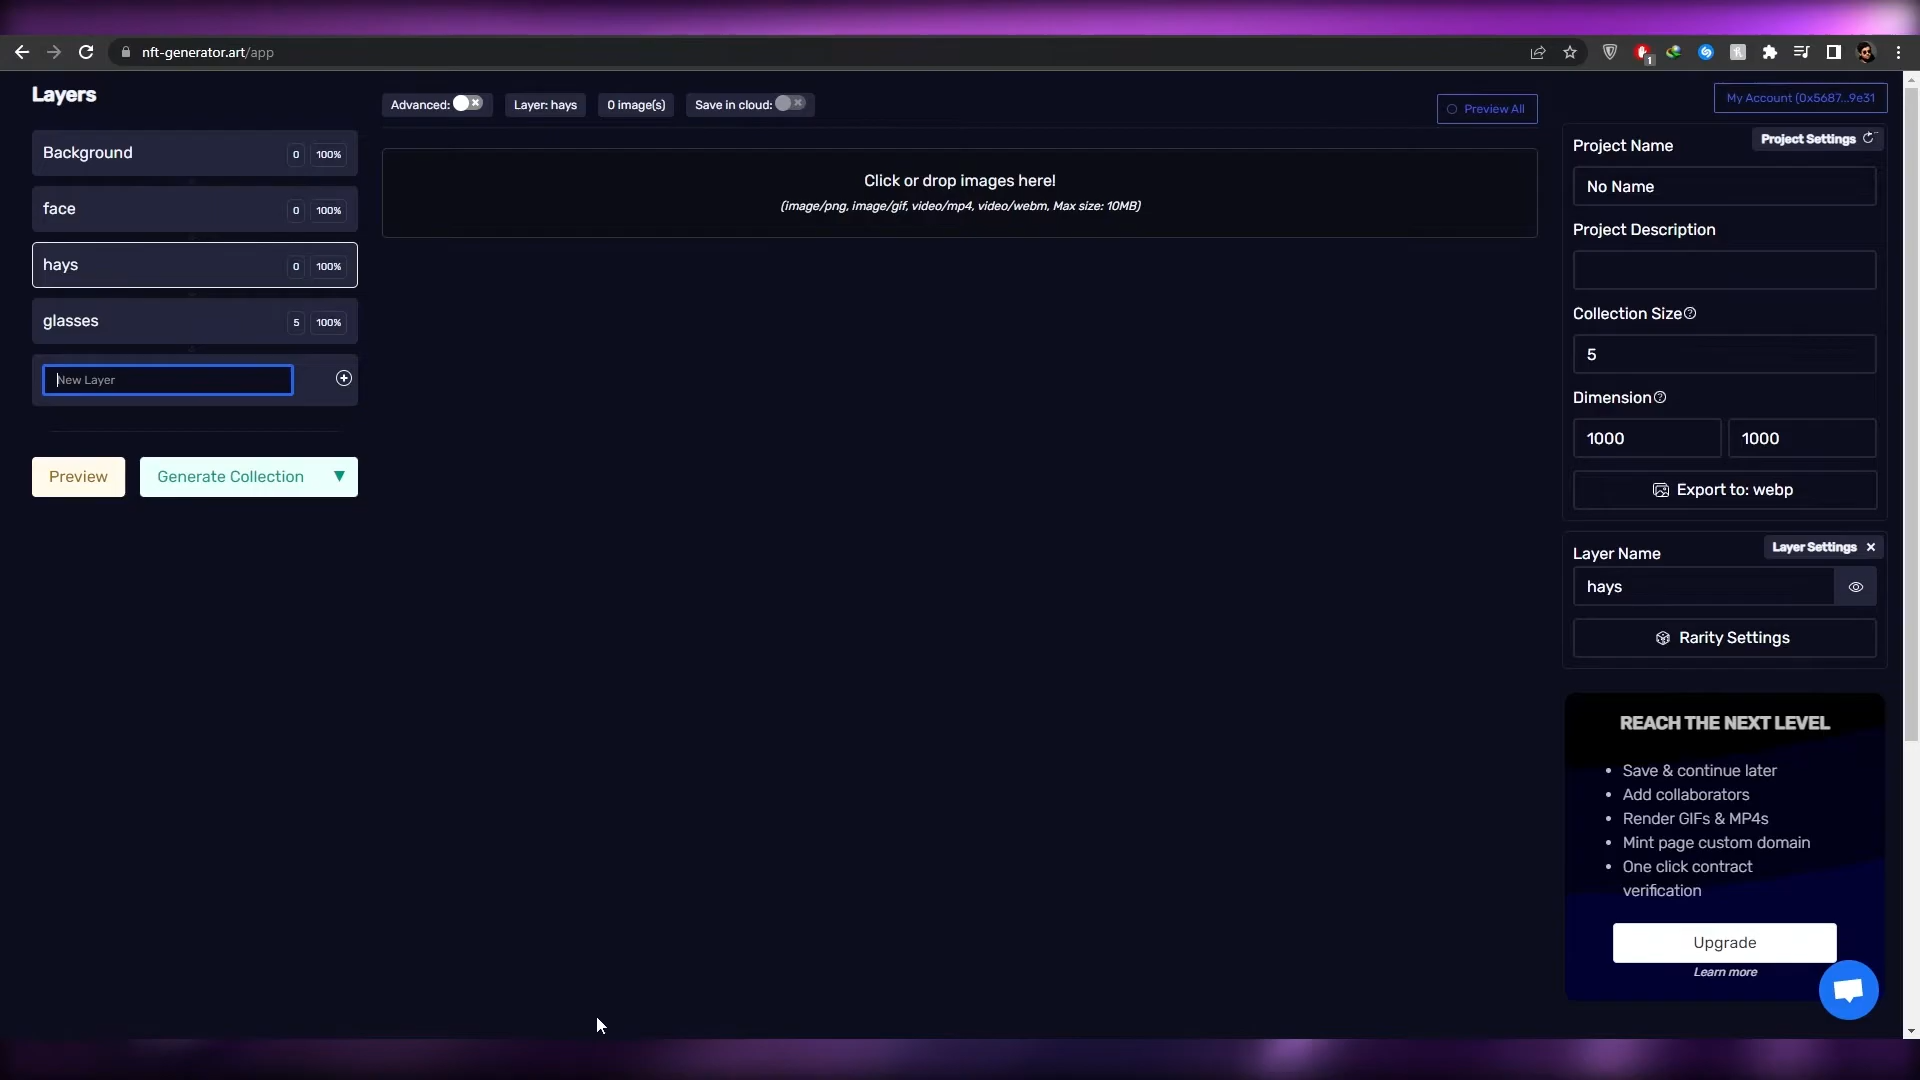 nft-generator.art/app
1
Layers
Background 0 100%
face 0 100%
hays 0 100%
glasses 5 100%
New Layer
Preview
Generate Collection ▼
Advanced:
Layer: hays
0 image(s)
Save in cloud:
Preview All
Click or drop images here!
(image/png, image/gif, video/mp4, video/webm, Max size: 10MB)
My Account (0x5687...9e31
Project Settings
Project Name
No Name
Project Description
Collection Size
5
Dimension
1000 1000
Export to: webp
Layer Settings
Layer Name
hays
Rarity Settings
REACH THE NEXT LEVEL
• Save & continue later
• Add collaborators
• Render GIFs & MP4s
• Mint page custom domain
• One click contract
verification
Upgrade
Learn more